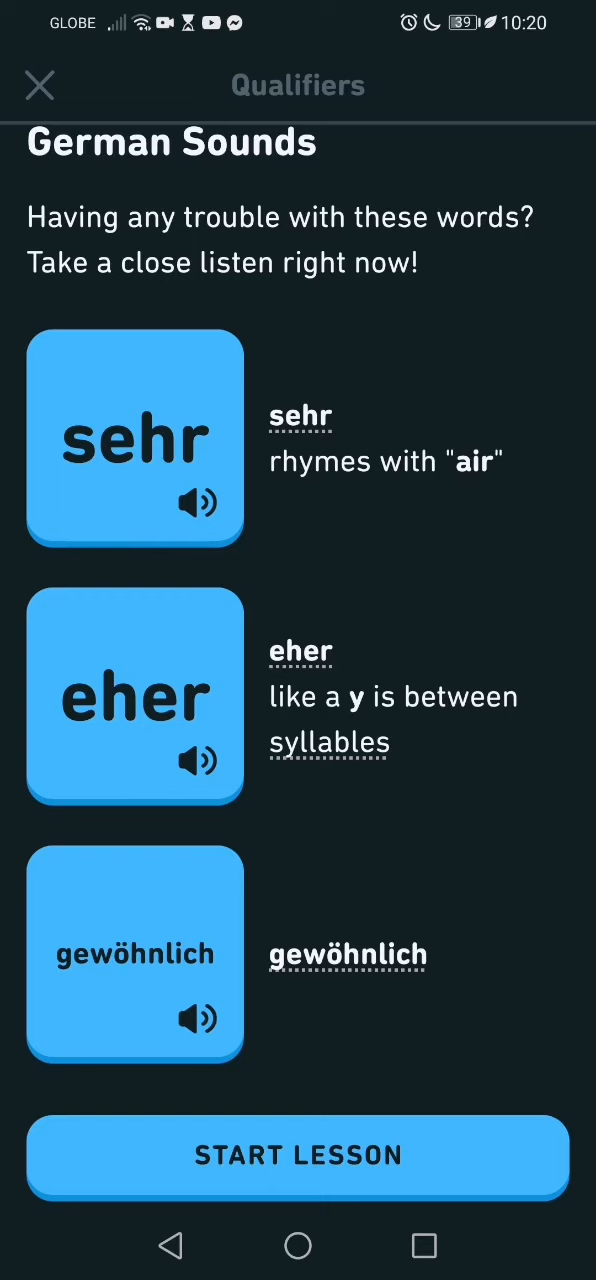 GLOBE 39 10:20
Qualifiers
German Sounds
Having any trouble with these words?
Take a close listen right now!
sehr
sehr
rhymes with "air"
eher
eher
like a y is between
syllables
gewöhnlich
gewöhnlich
START LESSON